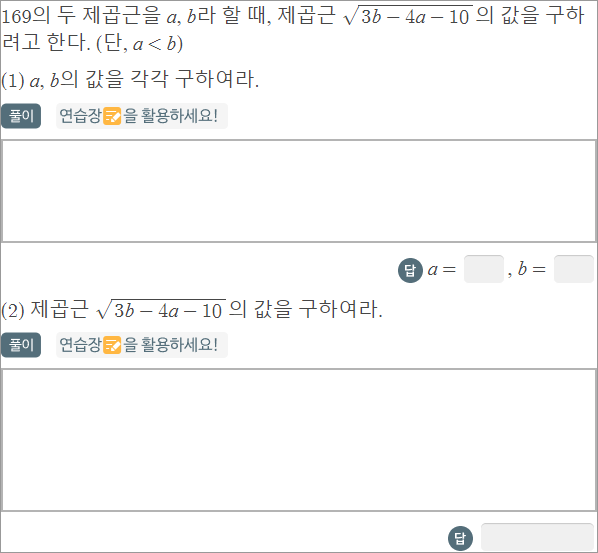 169의 두 제곱근을 a, b라 할 때, 제곱근 √(3b − 4a − 10) 의 값을 구하
려고 한다. (단, a < b)
(1) a, b의 값을 각각 구하여라.
풀이 연습장을 활용하세요!
답 a = , b =
(2) 제곱근 √(3b − 4a − 10) 의 값을 구하여라.
풀이 연습장을 활용하세요!
답